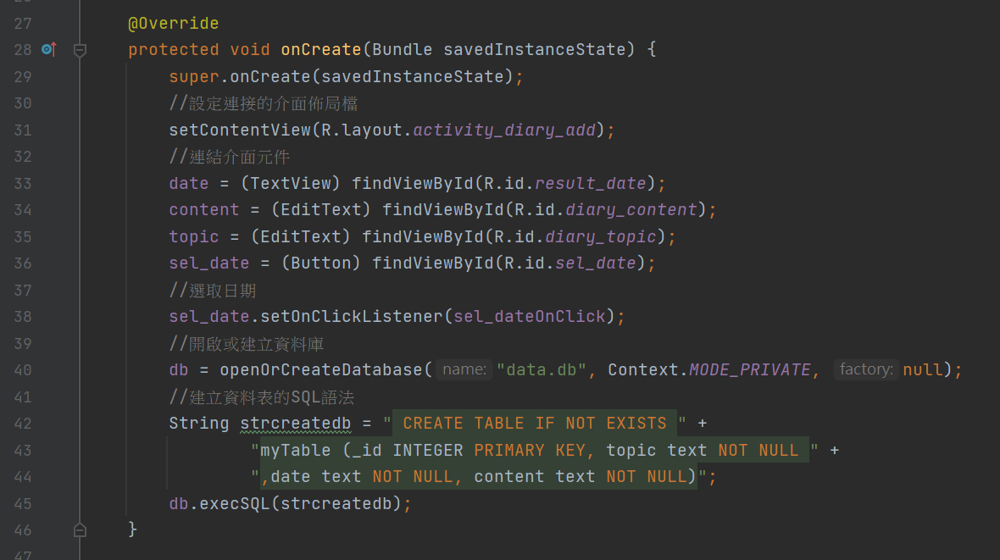 27 @Override
28 protected void onCreate(Bundle savedInstanceState) {
29 super.onCreate(savedInstanceState);
30 //設定連接的介面佈局檔
31 setContentView(R.layout.activity_diary_add);
32 //連結介面元件
33 date = (TextView) findViewById(R.id.result_date);
34 content = (EditText) findViewById(R.id.diary_content);
35 topic = (EditText) findViewById(R.id.diary_topic);
36 sel_date = (Button) findViewById(R.id.sel_date);
37 //選取日期
38 sel_date.setOnClickListener(sel_dateOnClick);
39 //開啟或建立資料庫
40 db = openOrCreateDatabase( name: "data.db", Context.MODE_PRIVATE, factory: null);
41 //建立資料表的SQL語法
42 String strcreatedb = " CREATE TABLE IF NOT EXISTS " +
43 "myTable (_id INTEGER PRIMARY KEY, topic text NOT NULL " +
44 ",date text NOT NULL, content text NOT NULL)";
45 db.execSQL(strcreatedb);
46 }
47